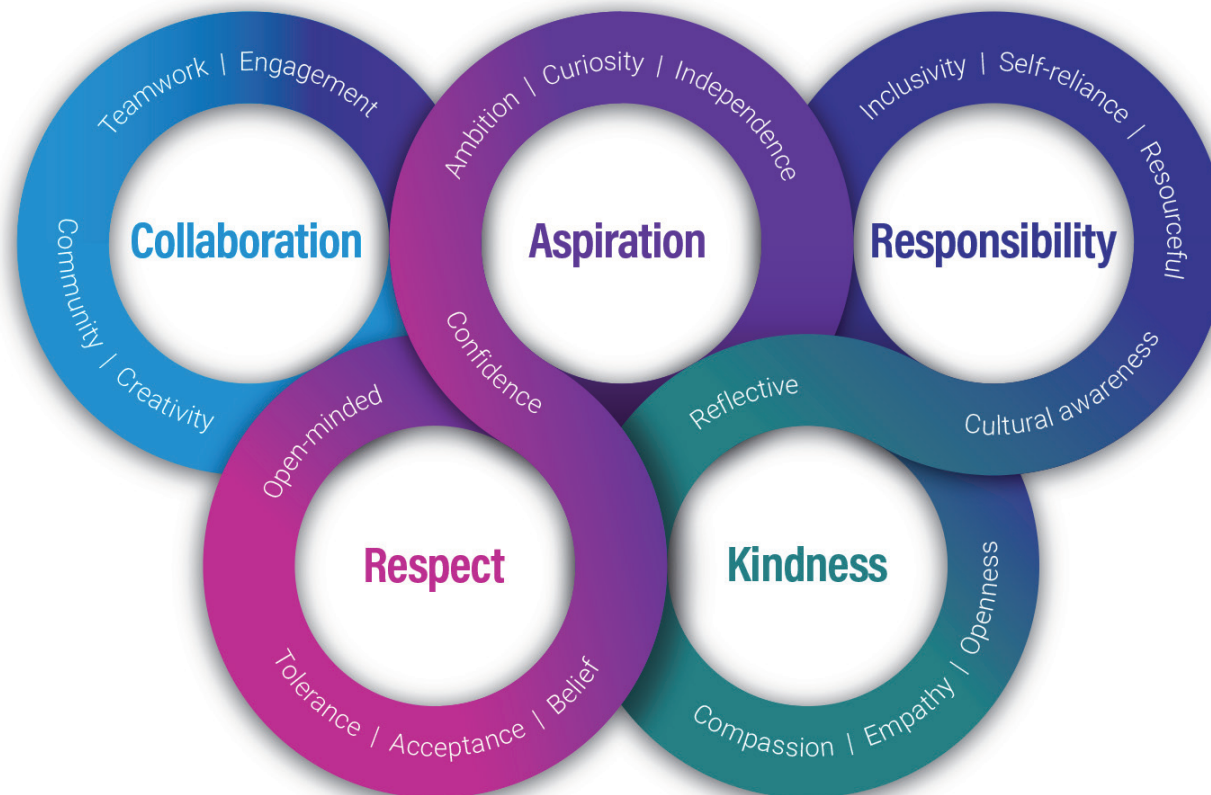 Teamwork | Engagement
Community | Creativity
Collaboration
Ambition | Curiosity | Independence
Confidence
Aspiration
Inclusivity | Self-reliance | Resourceful
Cultural awareness
Responsibility
Open-minded
Tolerance | Acceptance | Belief
Respect
Reflective
Compassion | Empathy | Openness
Kindness